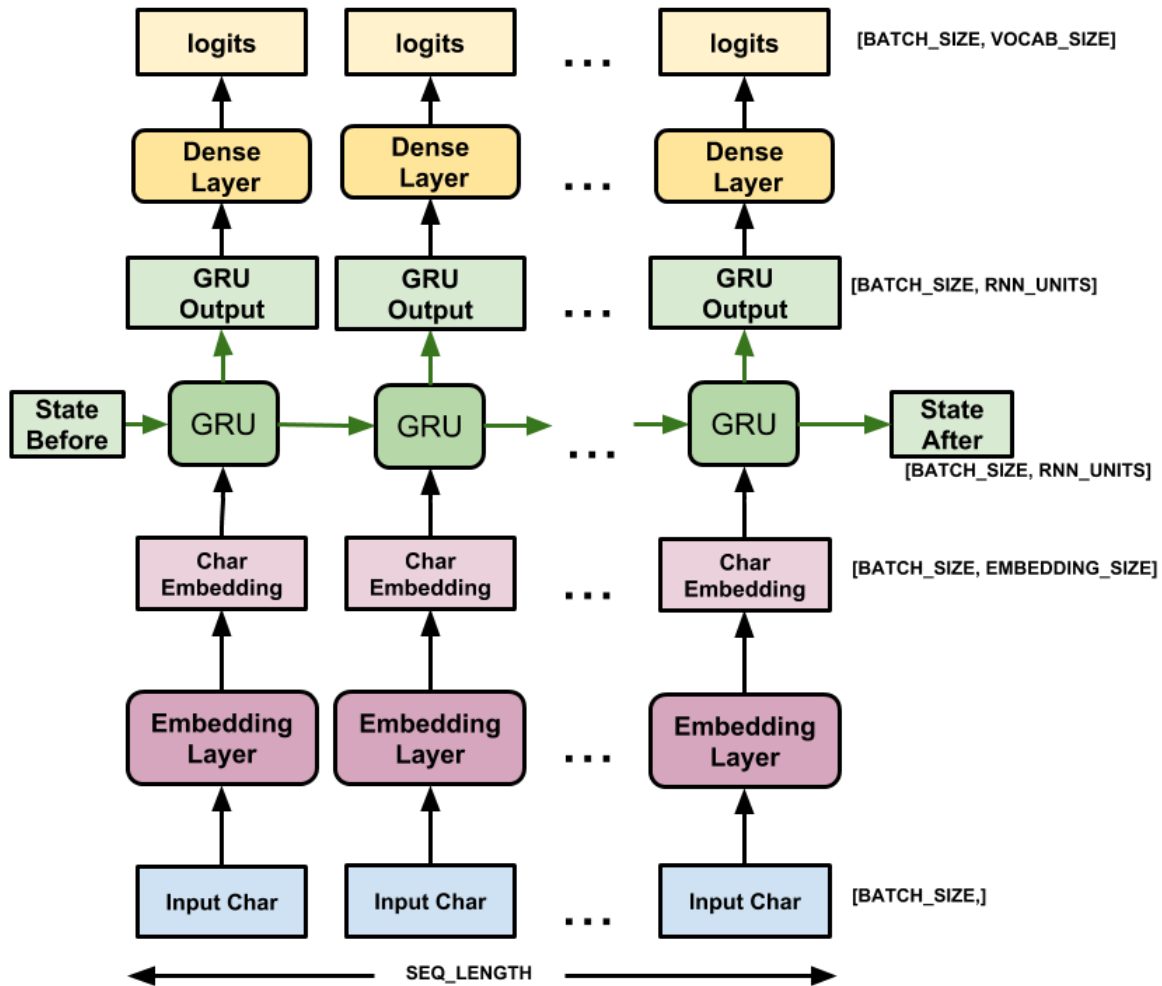 logits
logits
...
logits
[BATCH_SIZE, VOCAB_SIZE]
Dense
Layer
Dense
Layer
...
Dense
Layer
GRU
Output
GRU
Output
...
GRU
Output
[BATCH_SIZE, RNN_UNITS]
State
Before
GRU
GRU
...
GRU
State
After
[BATCH_SIZE, RNN_UNITS]
Char
Embedding
Char
Embedding
...
Char
Embedding
[BATCH_SIZE, EMBEDDING_SIZE]
Embedding
Layer
Embedding
Layer
...
Embedding
Layer
Input Char
Input Char
...
Input Char
[BATCH_SIZE,]
SEQ_LENGTH